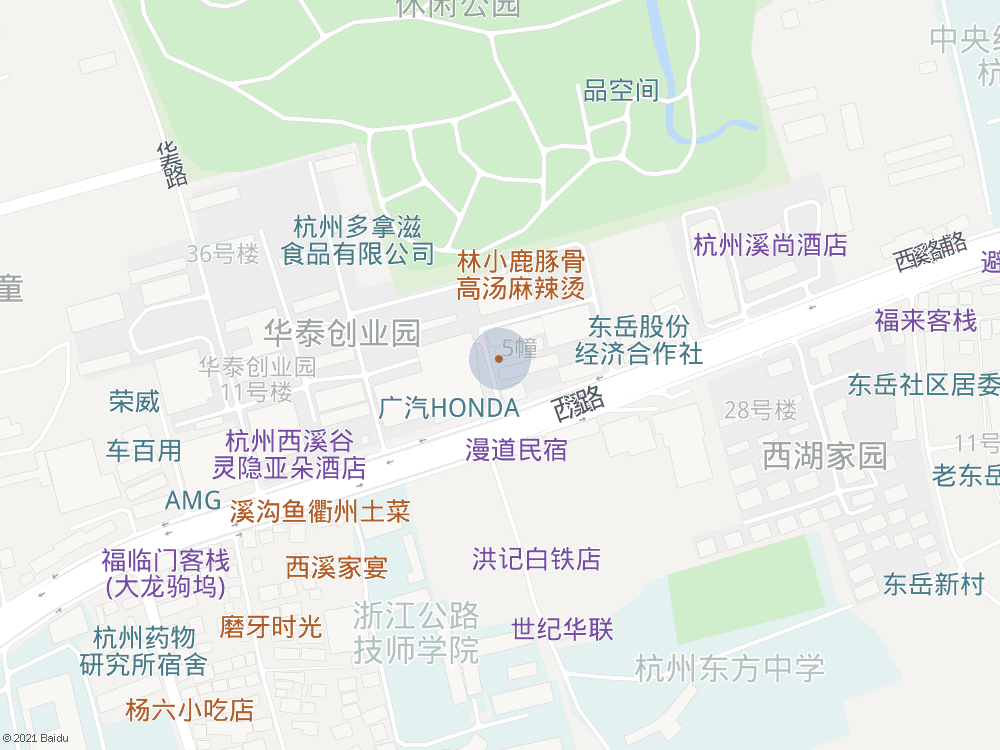 休闲公园
中央
杭
品空间
华泰路
杭州多拿滋
食品有限公司
36号楼
林小鹿豚骨
高汤麻辣烫
杭州溪尚酒店
西溪路辅路
避
童
华泰创业园
5幢
东岳股份
经济合作社
福来客栈
华泰创业园
11号楼
荣威
广汽HONDA
西溪路
28号楼
东岳社区居委
车百用
杭州西溪谷
灵隐亚朵酒店
漫道民宿
西湖家园
11号
老东岳
AMG
溪沟鱼衢州土菜
福临门客栈
(大龙驹坞)
西溪家宴
洪记白铁店
东岳新村
磨牙时光
浙江公路
技师学院
世纪华联
杭州药物
研究所宿舍
杭州东方中学
杨六小吃店
© 2021 Baidu